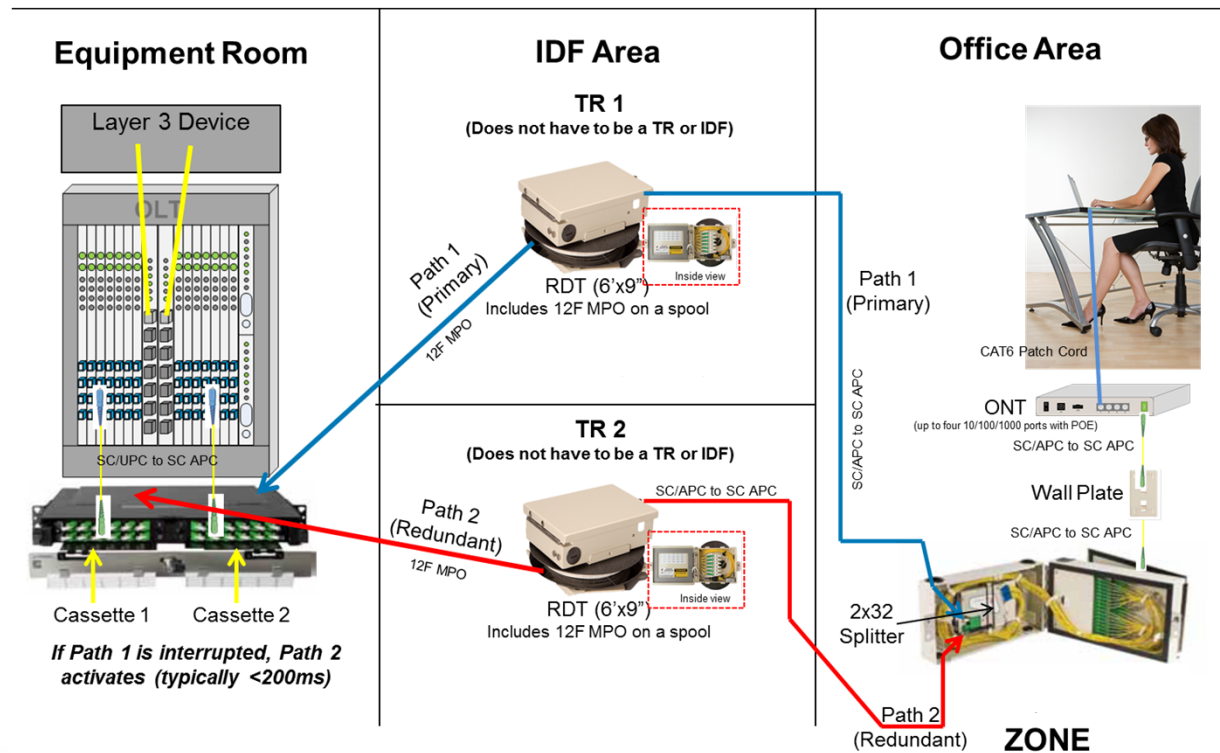 Equipment Room
Layer 3 Device
OLT
SC/UPC to SC APC
Cassette 1
Cassette 2
If Path 1 is interrupted, Path 2
activates (typically <200ms)
IDF Area
TR 1
(Does not have to be a TR or IDF)
Path 1
(Primary)
12F MPO
Inside view
RDT (6’x9”)
Includes 12F MPO on a spool
TR 2
(Does not have to be a TR or IDF)
SC/APC to SC APC
Path 2
(Redundant)
12F MPO
Inside view
RDT (6’x9”)
Includes 12F MPO on a spool
Office Area
Path 1
(Primary)
SC/APC to SC APC
CAT6 Patch Cord
ONT
(up to four 10/100/1000 ports with POE)
SC/APC to SC APC
Wall Plate
SC/APC to SC APC
2x32
Splitter
Path 2
(Redundant)
ZONE